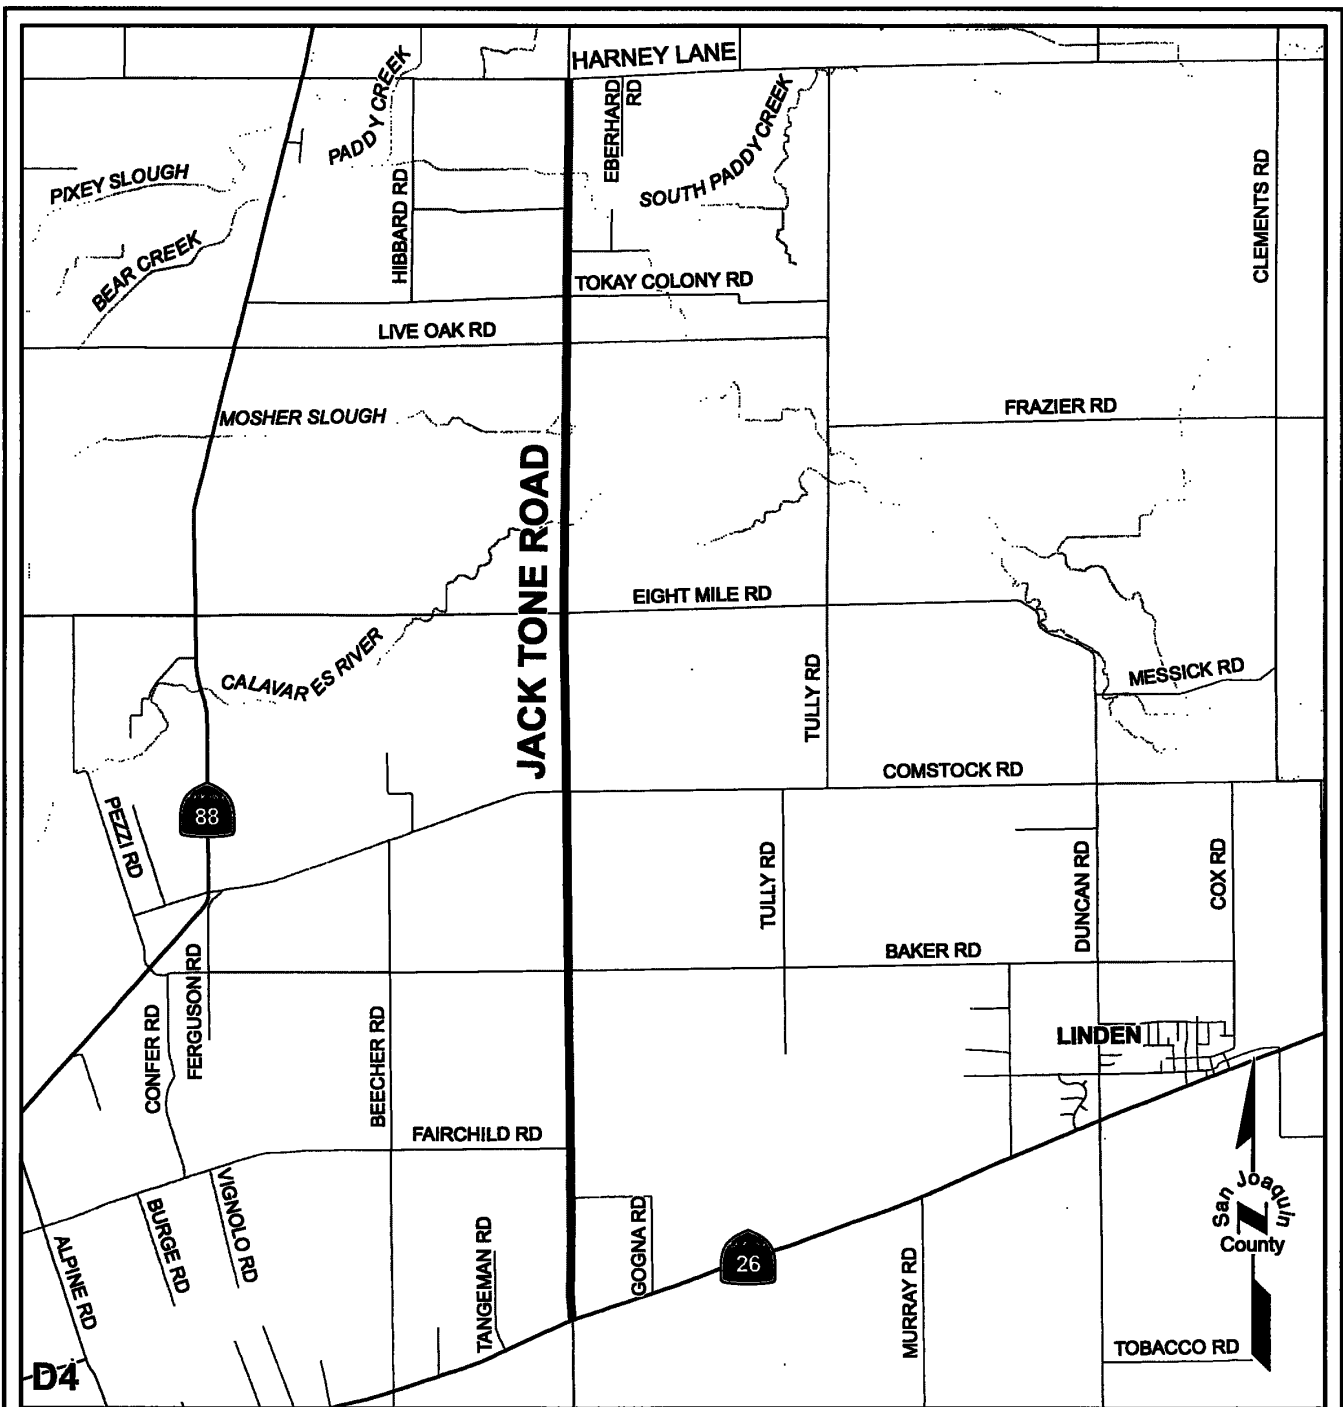 HARNEY LANE
PADDY CREEK
EBERHARD
RD
SOUTH PADDY CREEK
PIXEY SLOUGH
HIBBARD RD
CLEMENTS RD
BEAR CREEK
TOKAY COLONY RD
LIVE OAK RD
MOSHER SLOUGH
FRAZIER RD
JACK TONE ROAD
EIGHT MILE RD
CALAVARES RIVER
TULLY RD
MESSICK RD
COMSTOCK RD
PEZZI RD
88
TULLY RD
DUNCAN RD
COX RD
BAKER RD
FERGUSON RD
CONFER RD
BEECHER RD
LINDEN
FAIRCHILD RD
VIGNOLO RD
BURGE RD
ALPINE RD
TANGEMAN RD
GOGNA RD
26
MURRAY RD
San Joaquin
County
TOBACCO RD
D4